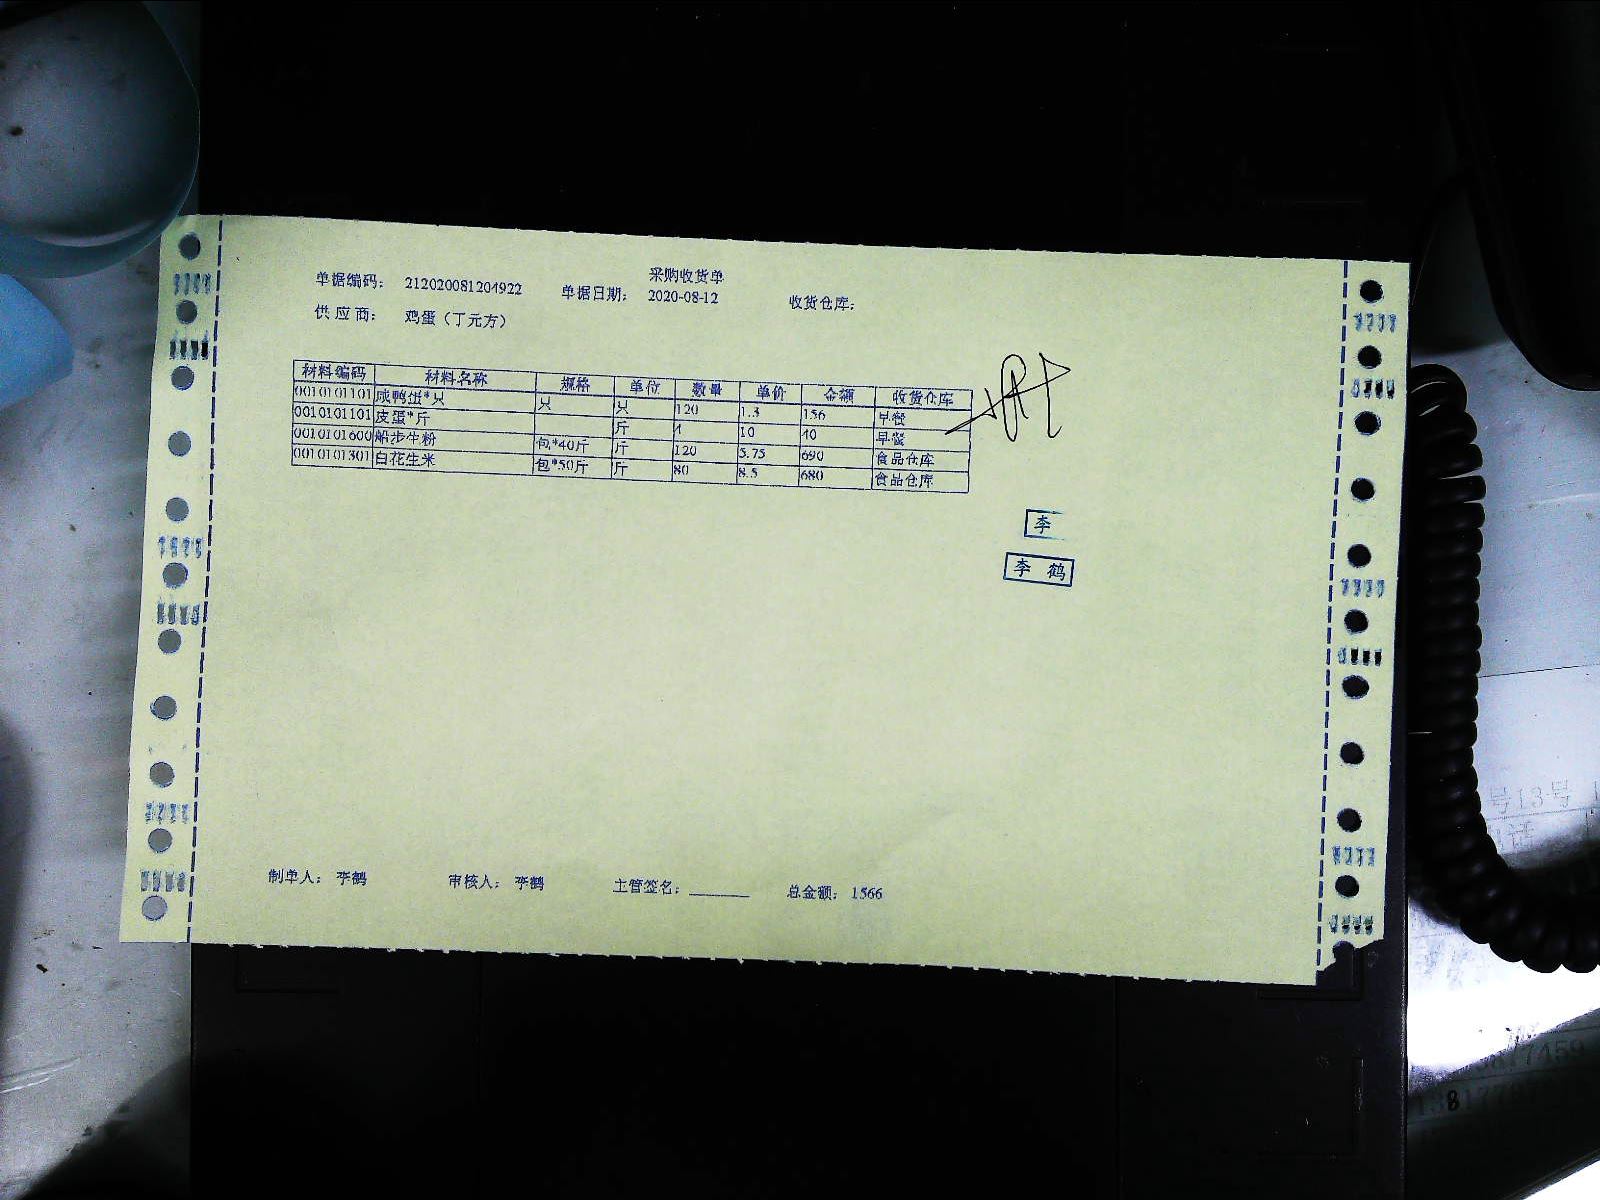 采购收货单
单据编码: 212020081204922 单据日期: 2020-08-12 收货仓库:
供应商: 鸡蛋（丁元方）
材料编码 材料名称 规格 单位 数量 单价 金额 收货仓库
0010101101 咸鸭蛋*只 只 只 120 1.3 156 早餐
0010101101 皮蛋*斤 斤 4 10 40 早餐
0010101600 船步牛粉 包*40斤 斤 120 5.75 690 食品仓库
0010101301 白花生米 包*50斤 斤 80 8.5 680 食品仓库
李
李鹤
制单人: 李鹤 审核人: 李鹤 主管签名: 总金额: 1566
号13号